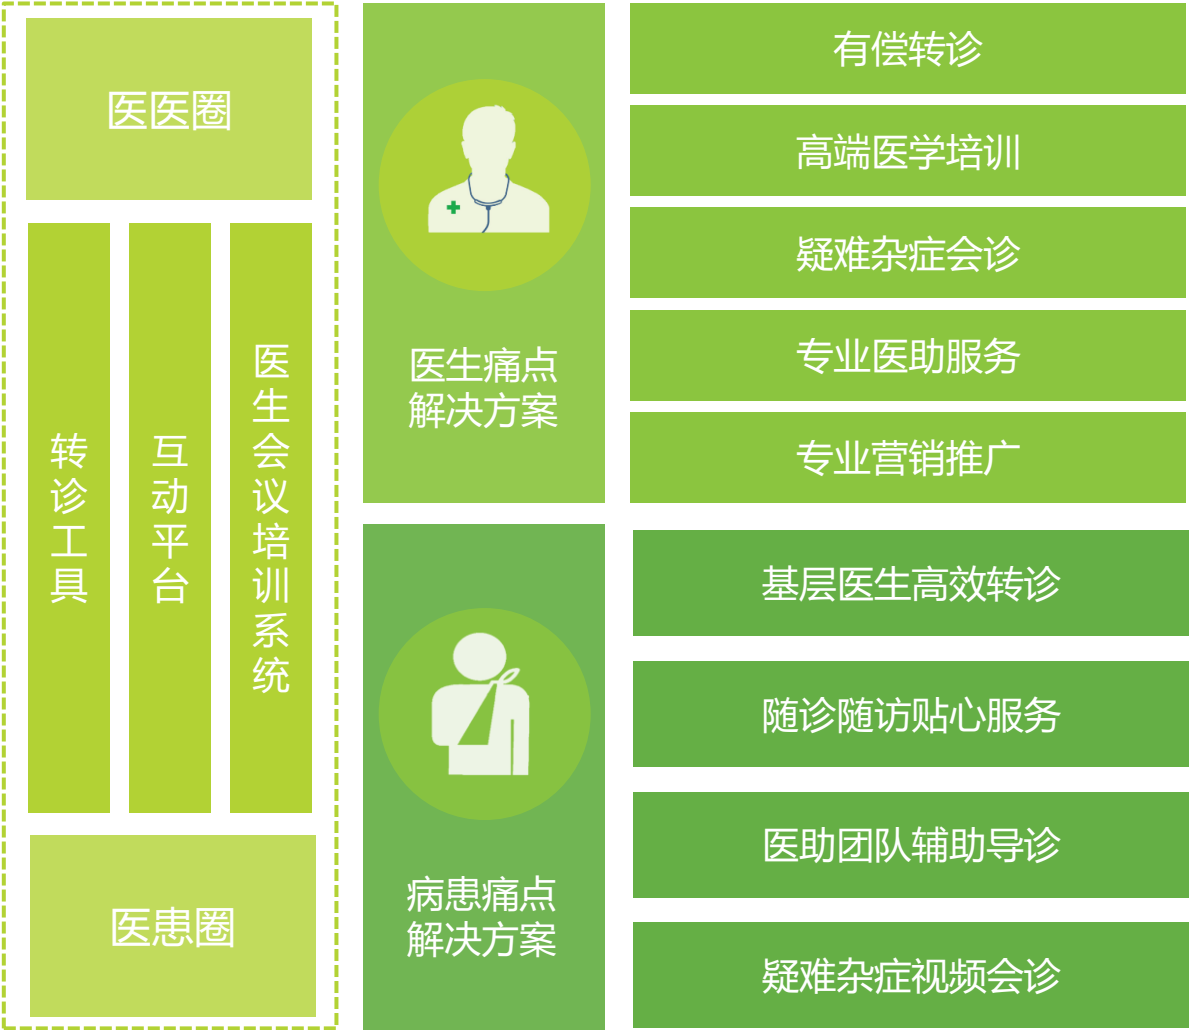 医医圈
转诊工具
互动平台
医生会议培训系统
医患圈
医生痛点
解决方案
有偿转诊
高端医学培训
疑难杂症会诊
专业医助服务
专业营销推广
病患痛点
解决方案
基层医生高效转诊
随诊随访贴心服务
医助团队辅助导诊
疑难杂症视频会诊